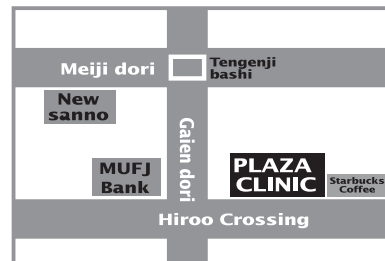 Meiji dori
Tengenji
bashi
New
sanno
Gaien dori
MUFJ
Bank
PLAZA
CLINIC
Starbucks
Coffee
Hiroo Crossing